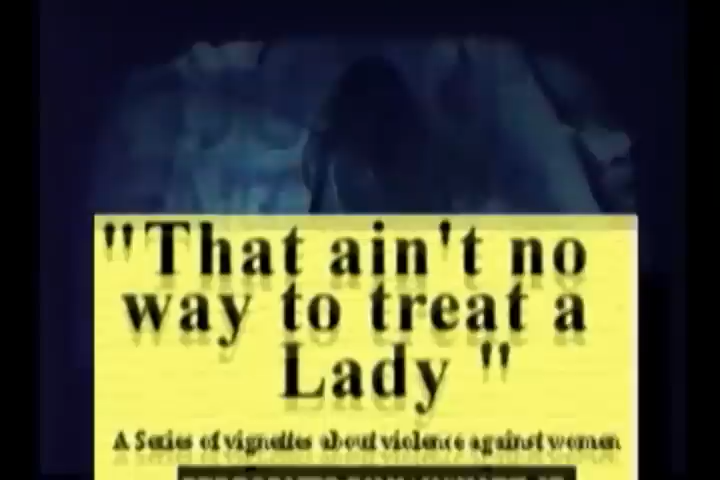 "That ain't no
way to treat a
Lady "
A Series of vignettes about violence against women